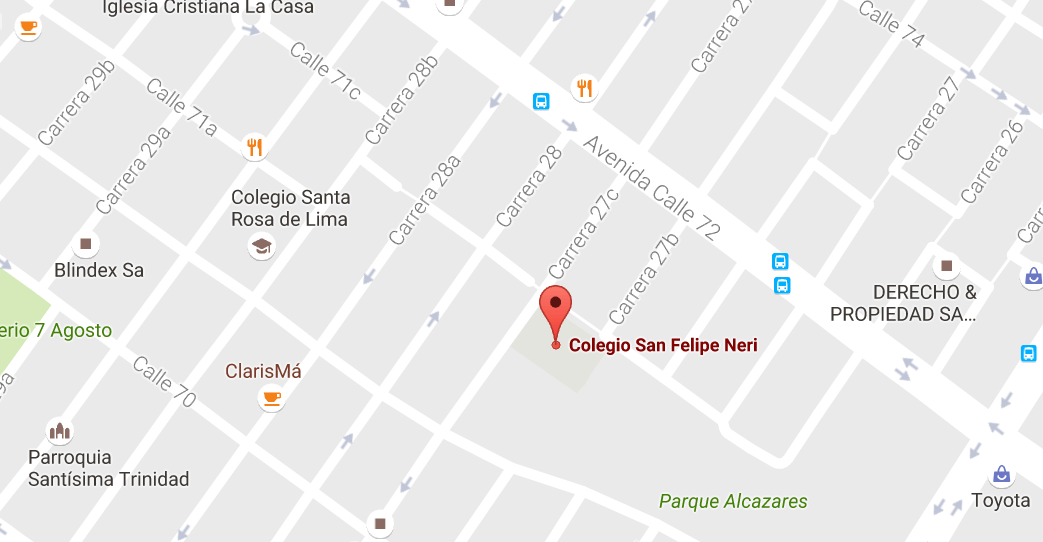 Iglesia Cristiana La Casa
Calle 74
Carrera 27
Calle 71c
Carrera 28b
Carrera 29b
Calle 71a
Carrera 27
Carrera 26
Carrera 29a
Avenida Calle 72
Carrera 28
Carrera 28a
Colegio Santa
Rosa de Lima
Carrera 27c
Carrera 27b
Blindex Sa
DERECHO &
PROPIEDAD SA...
erio 7 Agosto
Colegio San Felipe Neri
ClarisMá
Calle 70
9a
Parroquia
Santísima Trinidad
Parque Alcazares
Toyota